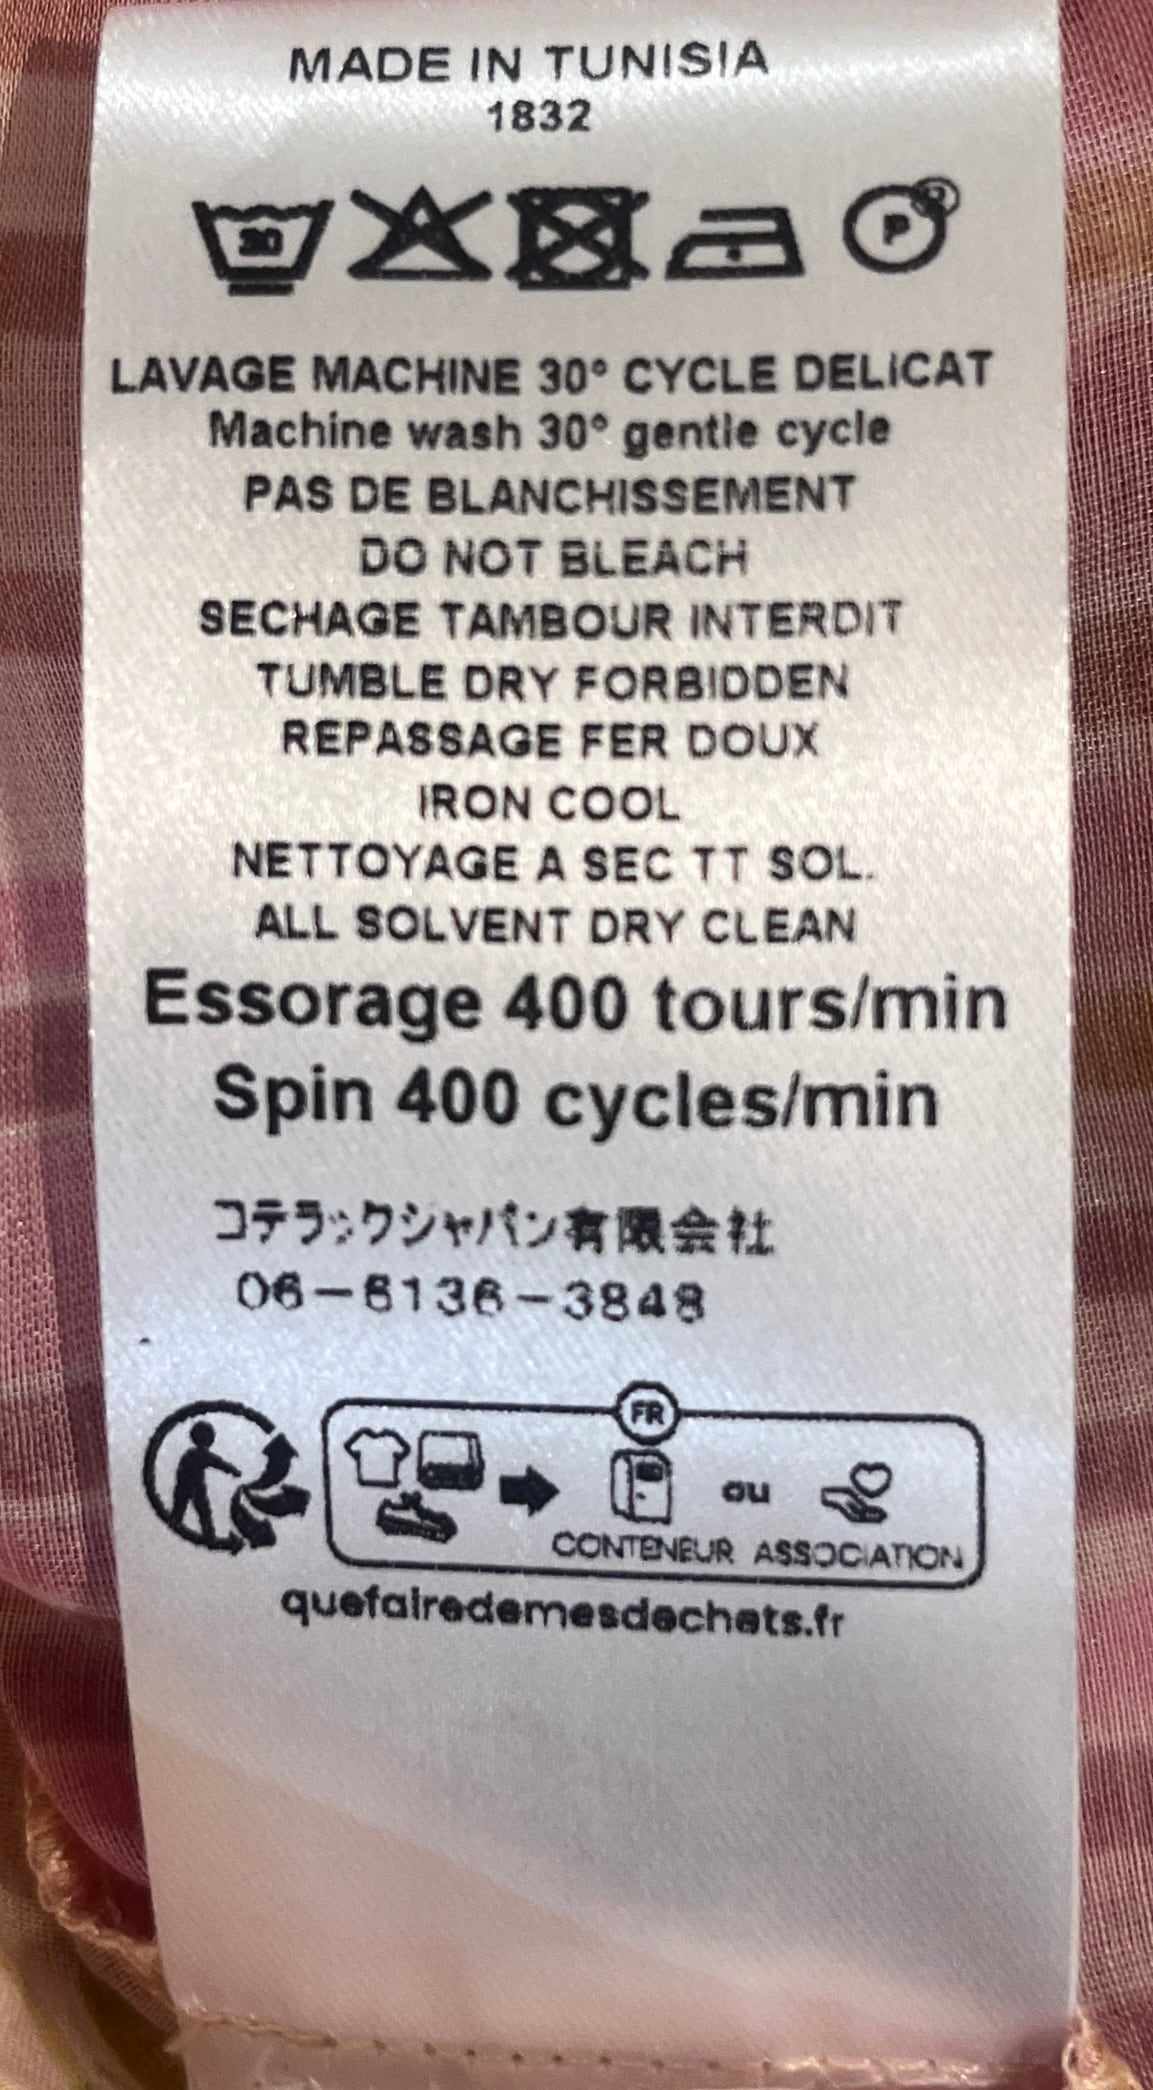 MADE IN TUNISIA
1832
30 P
LAVAGE MACHINE 30° CYCLE DELICAT
Machine wash 30° gentle cycle
PAS DE BLANCHISSEMENT
DO NOT BLEACH
SECHAGE TAMBOUR INTERDIT
TUMBLE DRY FORBIDDEN
REPASSAGE FER DOUX
IRON COOL
NETTOYAGE A SEC TT SOL.
ALL SOLVENT DRY CLEAN
Essorage 400 tours/min
Spin 400 cycles/min
コテラックジャパン有限会社
06-6136-3848
FR
ou
CONTENEUR ASSOCIATION
quefairedemesdechets.fr